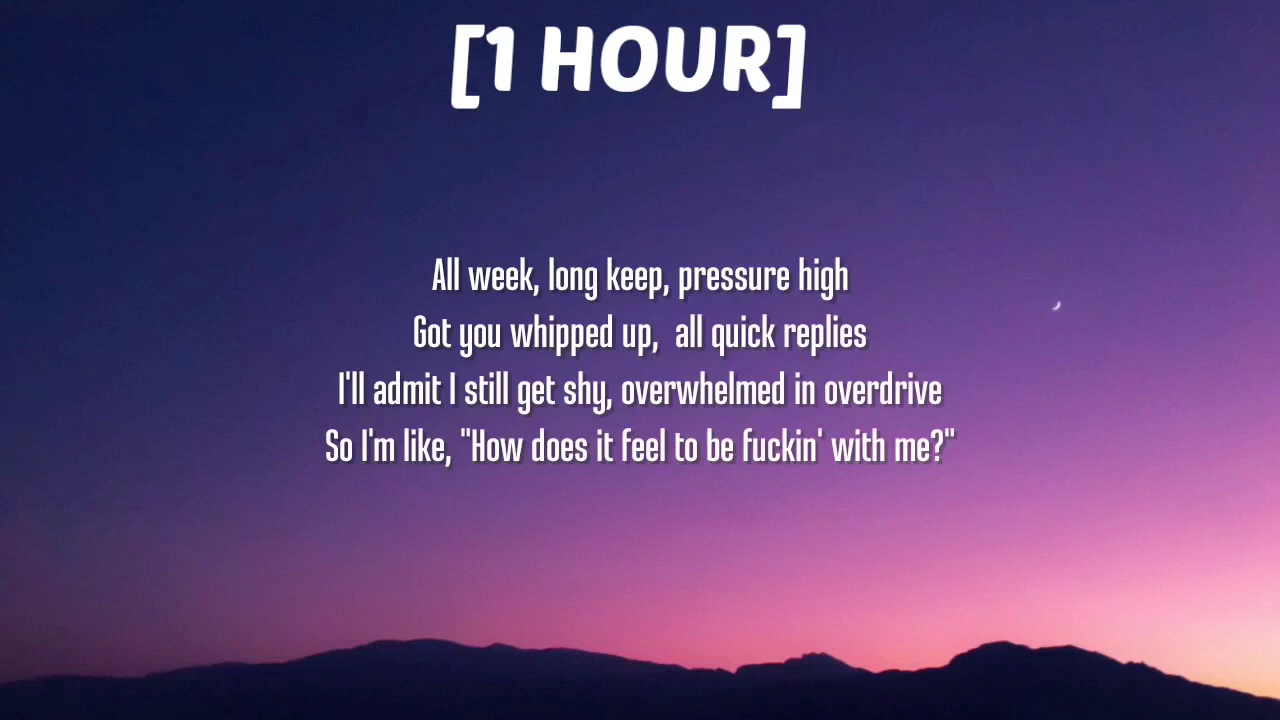 [1 HOUR]
All week, long keep, pressure high
Got you whipped up,  all quick replies
I'll admit I still get shy, overwhelmed in overdrive
So I'm like, "How does it feel to be fuckin' with me?"